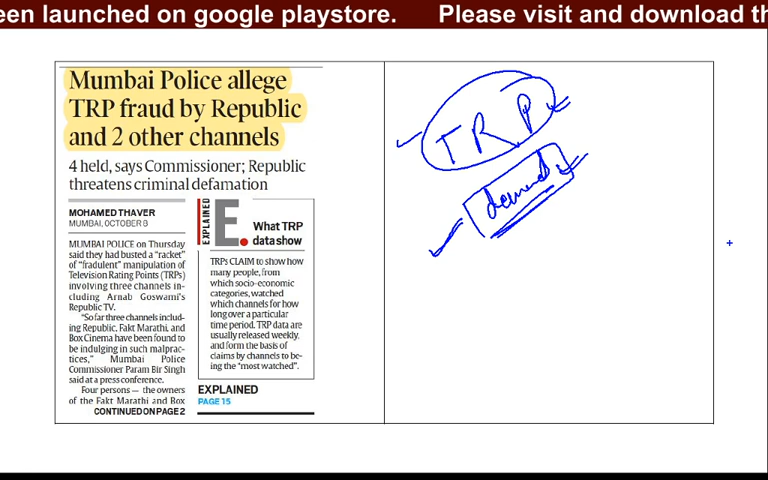 een launched on google playstore. Please visit and download th
Mumbai Police allege
TRP fraud by Republic
and 2 other channels
4 held, says Commissioner; Republic
threatens criminal defamation
MOHAMED THAVER
MUMBAI, OCTOBER 8
MUMBAI POLICE on Thursday
said they had busted a "racket"
of "fradulent" manipulation of
Television Rating Points (TRPs)
involving three channels in-
cluding Arnab Goswami's
Republic TV.
"So far three channels includ-
ing Republic, Fakt Marathi, and
Box Cinema have been found to
be indulging in such malprac-
tices," Mumbai Police
Commissioner Param Bir Singh
said at a press conference.
Four persons — the owners
of the Fakt Marathi and Box
CONTINUED ON PAGE 2
EXPLAINED
E.
What TRP
data show
TRPs CLAIM to show how
many people, from
which socio-economic
categories, watched
which channels for how
long over a particular
time period. TRP data are
usually released weekly,
and form the basis of
claims by channels to be-
ing the "most watched".
EXPLAINED
PAGE 15
TRP
demand